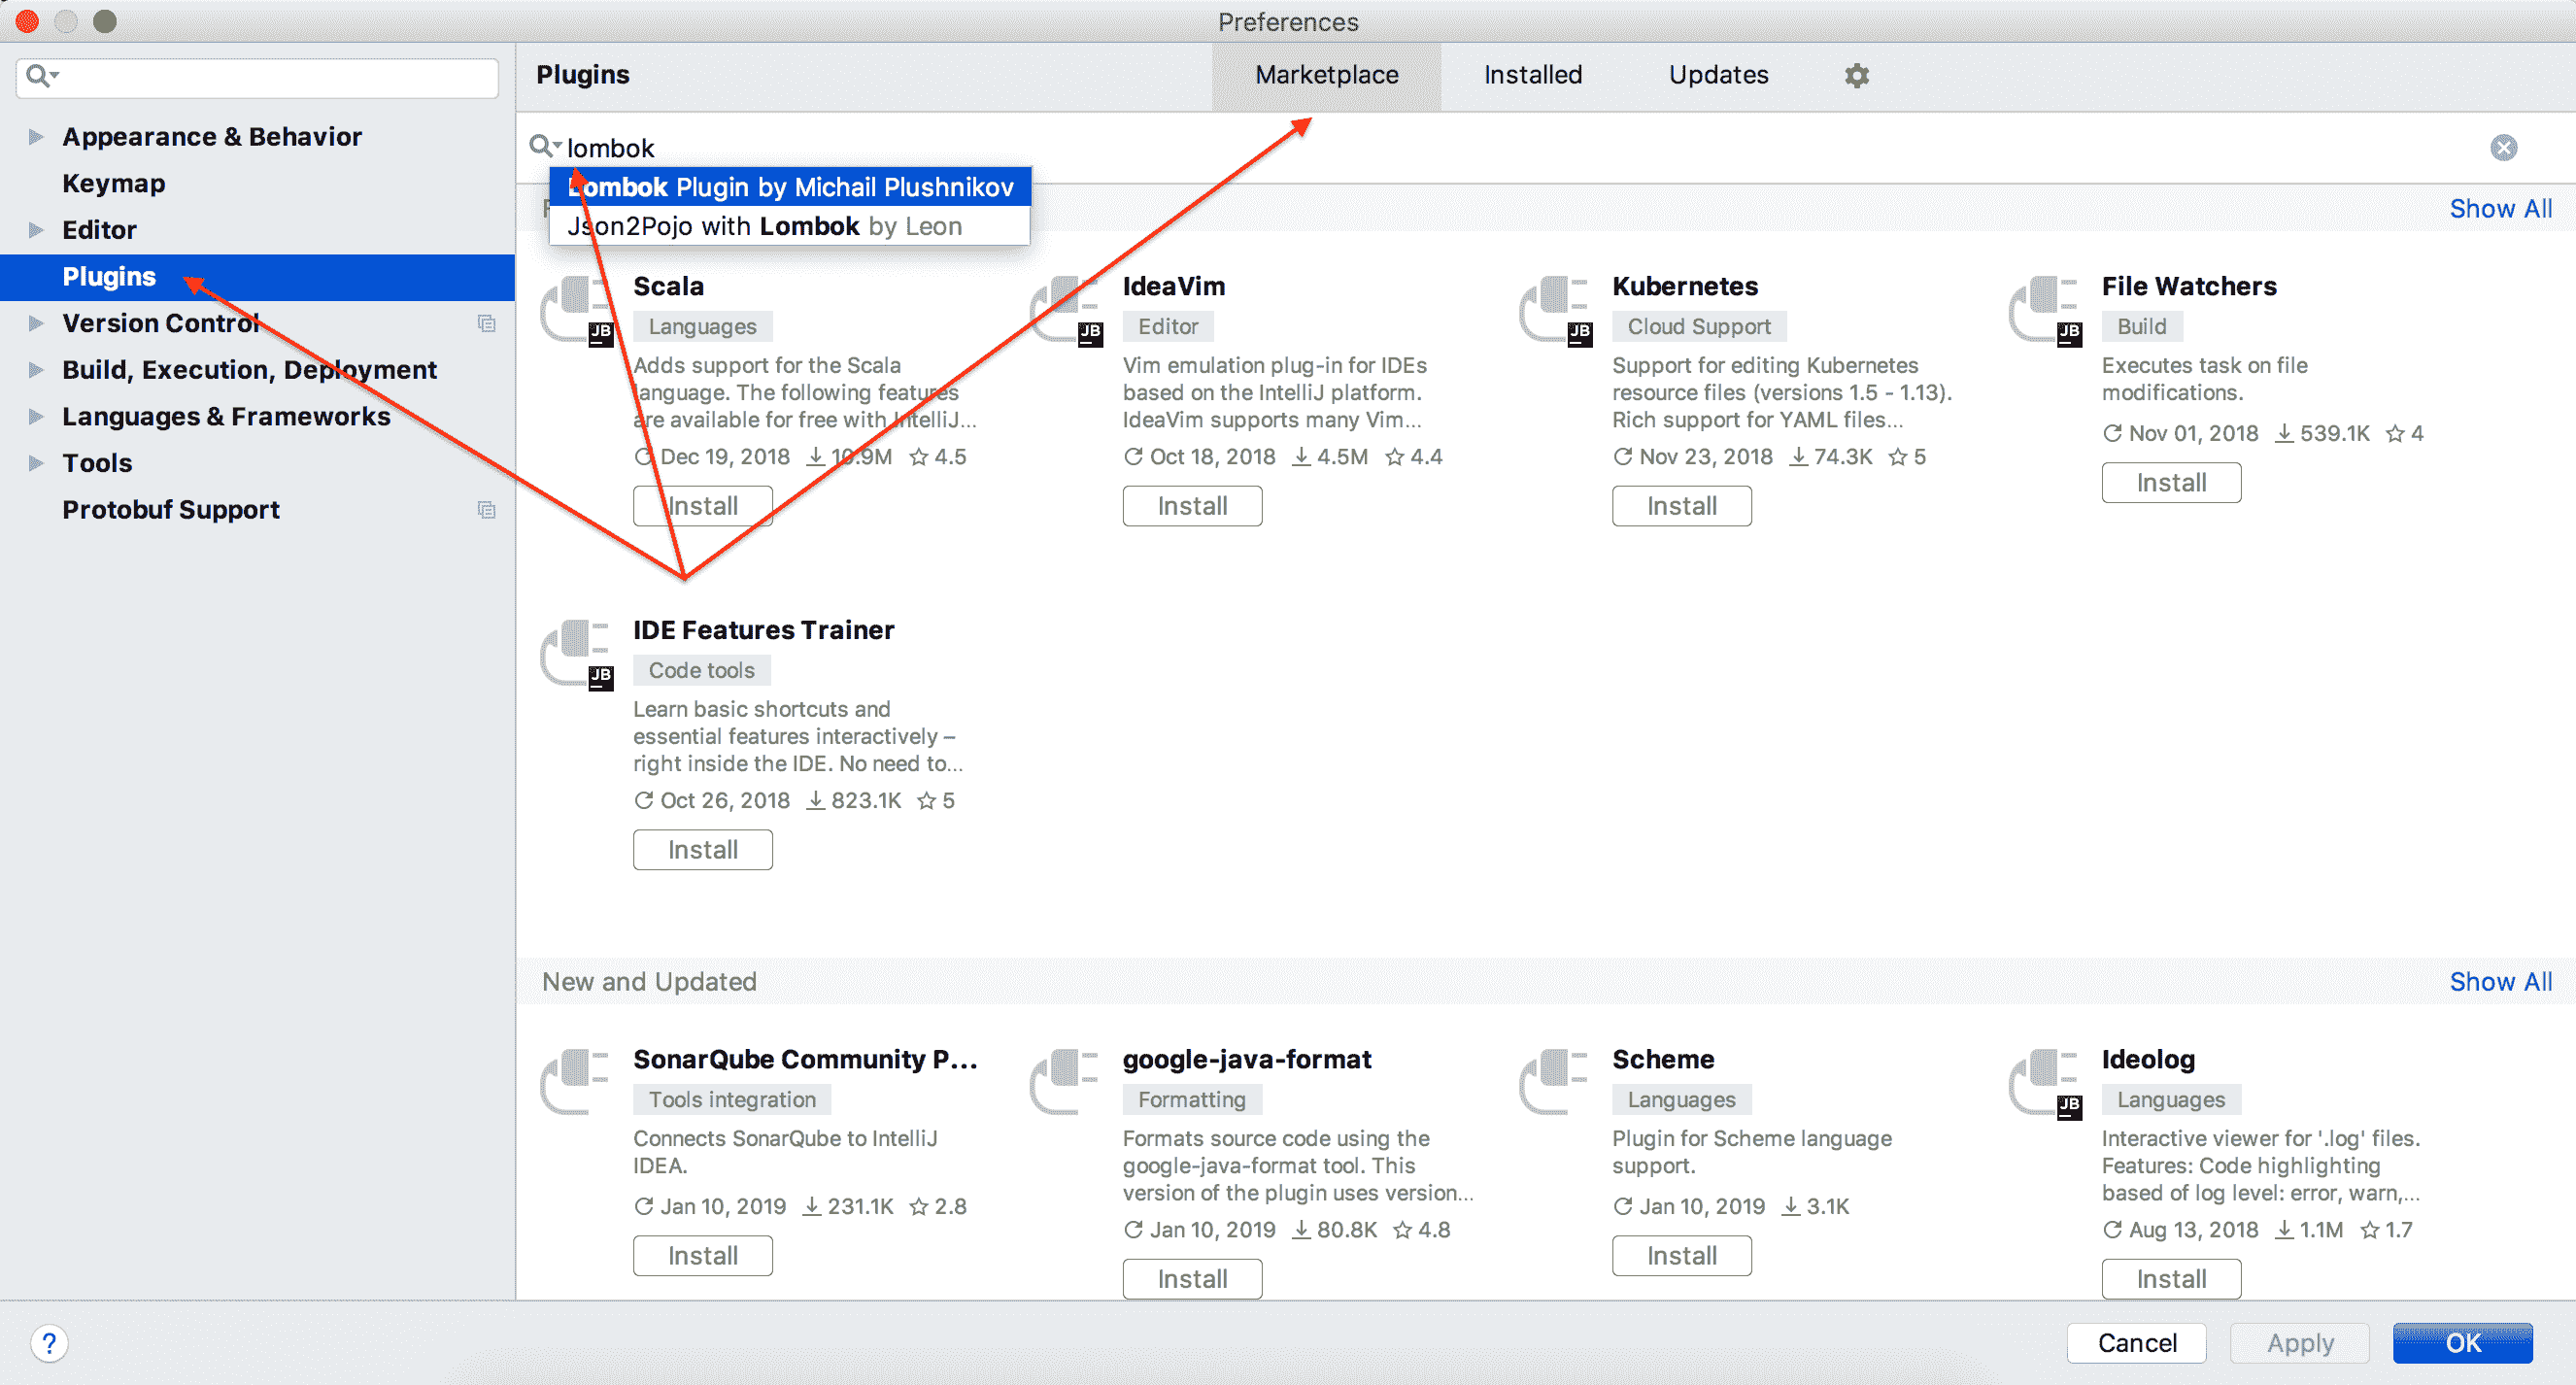 Preferences
Plugins
Marketplace
Installed
Updates
Appearance & Behavior
Keymap
Editor
Plugins
Version Control
Build, Execution, Deployment
Languages & Frameworks
Tools
Protobuf Support
lombok
Lombok Plugin by Michail Plushnikov
Json2Pojo with Lombok by Leon
Show All
Scala
Languages
JB
Adds support for the Scala
language. The following features
are available for free with IntelliJ...
Dec 19, 2018 10.9M 4.5
Install
IdeaVim
Editor
JB
Vim emulation plug-in for IDEs
based on the IntelliJ platform.
IdeaVim supports many Vim...
Oct 18, 2018 4.5M 4.4
Install
Kubernetes
Cloud Support
JB
Support for editing Kubernetes
resource files (versions 1.5 - 1.13).
Rich support for YAML files...
Nov 23, 2018 74.3K 5
Install
File Watchers
Build
JB
Executes task on file
modifications.
Nov 01, 2018 539.1K 4
Install
IDE Features Trainer
Code tools
JB
Learn basic shortcuts and
essential features interactively –
right inside the IDE. No need to...
Oct 26, 2018 823.1K 5
Install
New and Updated
Show All
SonarQube Community P...
Tools integration
Connects SonarQube to IntelliJ
IDEA.
Jan 10, 2019 231.1K 2.8
Install
google-java-format
Formatting
Formats source code using the
google-java-format tool. This
version of the plugin uses version...
Jan 10, 2019 80.8K 4.8
Install
Scheme
Languages
Plugin for Scheme language
support.
Jan 10, 2019 3.1K
Install
Ideolog
Languages
JB
Interactive viewer for '.log' files.
Features: Code highlighting
based of log level: error, warn,...
Aug 13, 2018 1.1M 1.7
Install
?
Cancel
Apply
OK